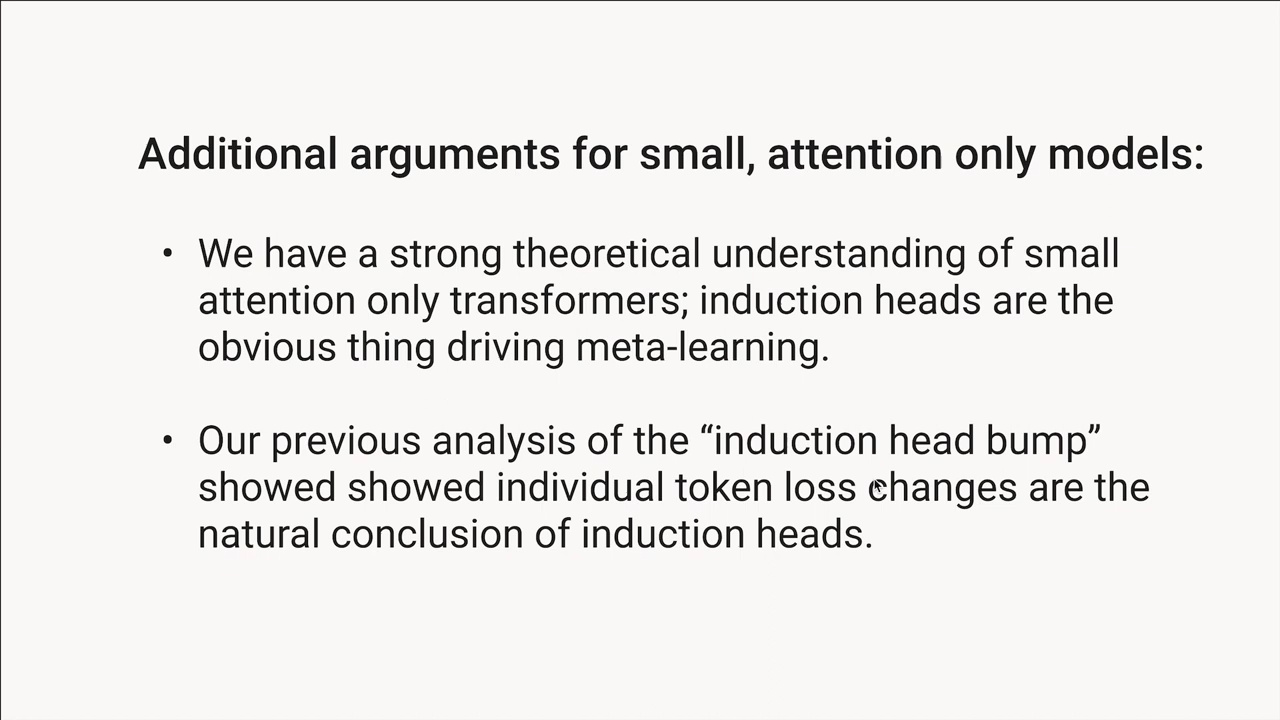 Additional arguments for small, attention only models:
• We have a strong theoretical understanding of small
attention only transformers; induction heads are the
obvious thing driving meta-learning.
• Our previous analysis of the “induction head bump”
showed showed individual token loss changes are the
natural conclusion of induction heads.